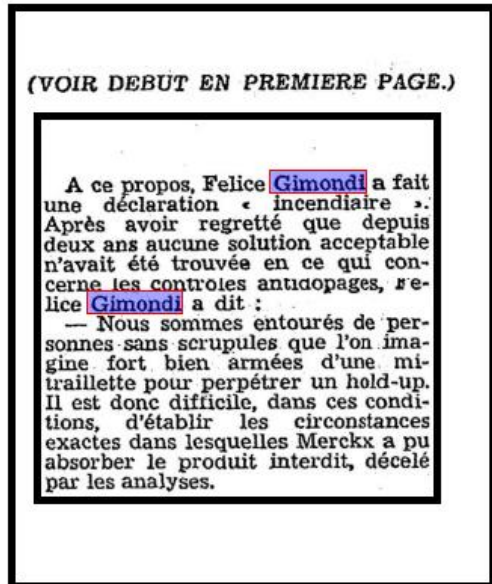 (VOIR DEBUT EN PREMIERE PAGE.)
A ce propos, Felice Gimondi a fait
une déclaration « incendiaire ».
Après avoir regretté que depuis
deux ans aucune solution acceptable
n'avait été trouvée en ce qui con-
cerne les contrôles antidopages, Fe-
lice Gimondi a dit :
— Nous sommes entourés de per-
sonnes sans scrupules que l'on ima-
gine fort bien armées d'une mi-
traillette pour perpétrer un hold-up.
Il est donc difficile, dans ces condi-
tions, d'établir les circonstances
exactes dans lesquelles Merckx a pu
absorber le produit interdit, décelé
par les analyses.